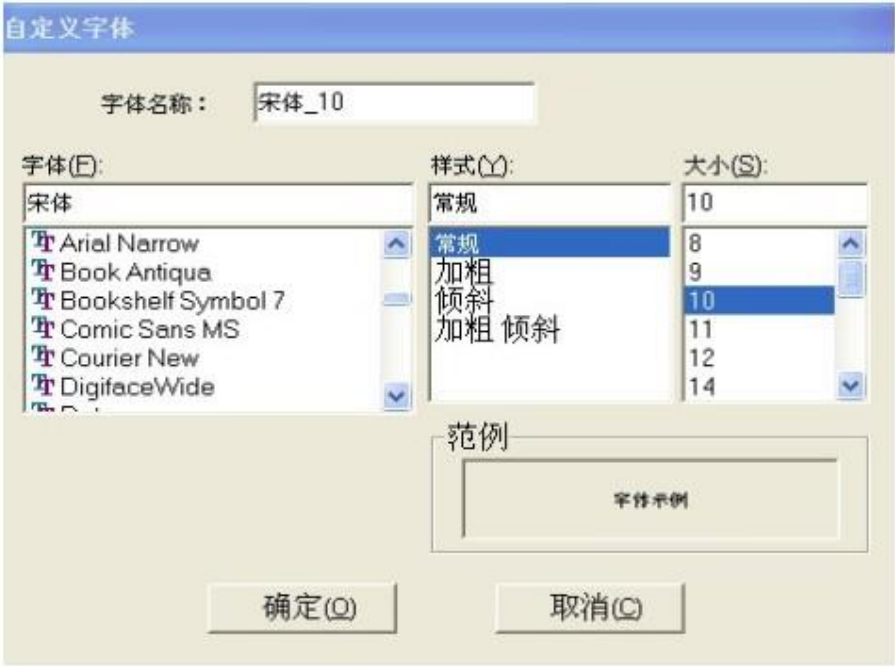 自定义字体
字体名称：
宋体_10
字体(F):
样式(Y):
大小(S):
宋体
常规
10
Arial Narrow
Book Antiqua
Bookshelf Symbol 7
Comic Sans MS
Courier New
DigifaceWide
常规
加粗
倾斜
加粗 倾斜
8
9
10
11
12
14
范例
字体示例
确定(O)
取消(C)